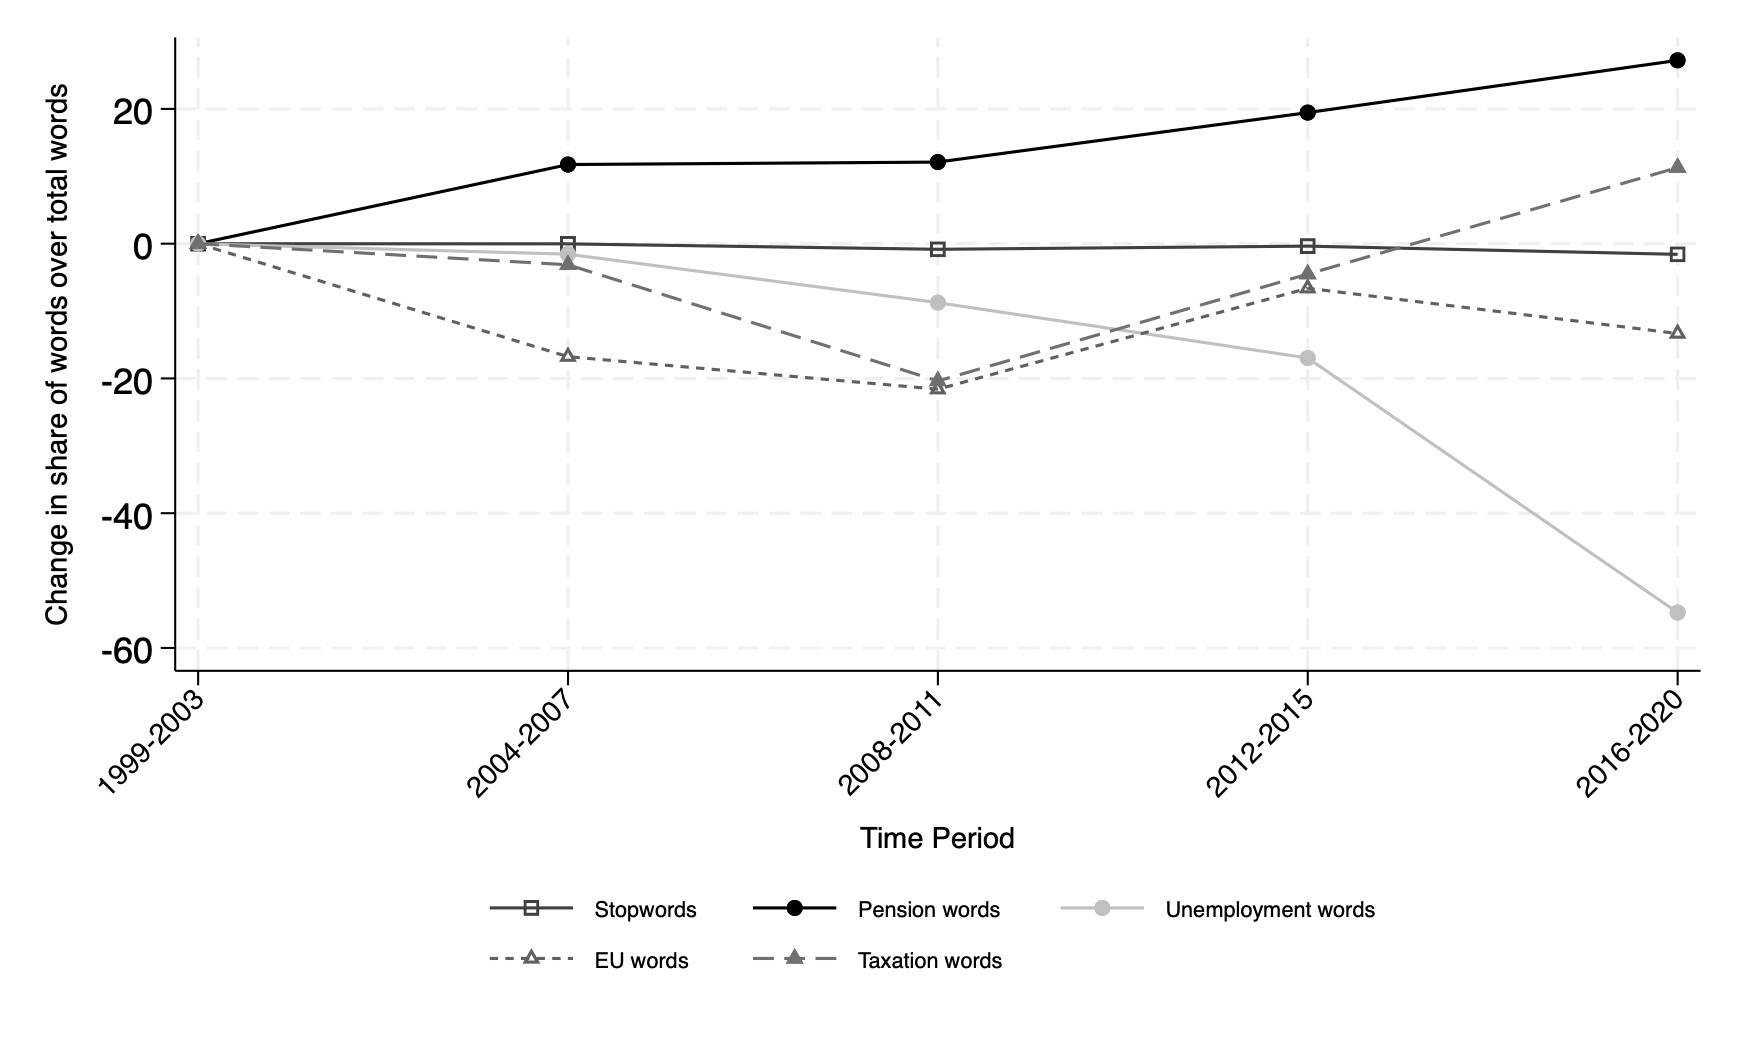 Change in share of words over total words
20
0
-20
-40
-60
1999-2003
2004-2007
2008-2011
2012-2015
2016-2020
Time Period
Stopwords
Pension words
Unemployment words
EU words
Taxation words